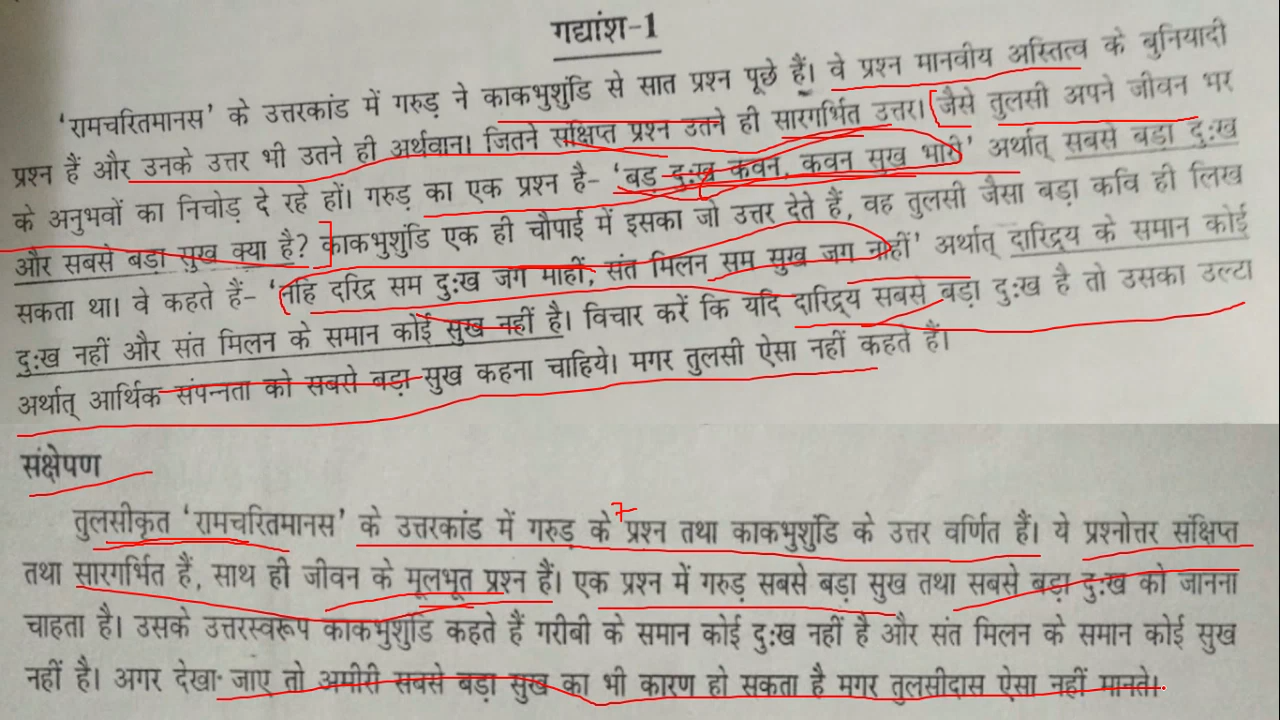 गद्यांश-1
'रामचरितमानस' के उत्तरकांड में गरुड़ ने काकभुशुंडि से सात प्रश्न पूछे हैं। वे प्रश्न मानवीय अस्तित्व के बुनियादी
प्रश्न हैं और उनके उत्तर भी उतने ही अर्थवान। जितने संक्षिप्त प्रश्न उतने ही सारगर्भित उत्तर। जैसे तुलसी अपने जीवन भर
के अनुभवों का निचोड़ दे रहे हों। गरुड़ का एक प्रश्न है- 'बड़ दुःख कवन, कवन सुख भारी' अर्थात् सबसे बड़ा दुःख
और सबसे बड़ा सुख क्या है? काकभुशुंडि एक ही चौपाई में इसका जो उत्तर देते हैं, वह तुलसी जैसा बड़ा कवि ही लिख
सकता था। वे कहते हैं- 'नहि दरिद्र सम दुःख जग माहीं, संत मिलन सम सुख जग नाहीं' अर्थात् दारिद्रय के समान कोई
दुःख नहीं और संत मिलन के समान कोई सुख नहीं है। विचार करें कि यदि दारिद्र्य सबसे बड़ा दुःख है तो उसका उल्टा
अर्थात् आर्थिक संपन्नता को सबसे बड़ा सुख कहना चाहिये। मगर तुलसी ऐसा नहीं कहते हैं।
संक्षेपण
तुलसीकृत 'रामचरितमानस' के उत्तरकांड में गरुड़ के 7 प्रश्न तथा काकभुशुंडि के उत्तर वर्णित हैं। ये प्रश्नोत्तर संक्षिप्त
तथा सारगर्भित हैं, साथ ही जीवन के मूलभूत प्रश्न हैं। एक प्रश्न में गरुड़ सबसे बड़ा सुख तथा सबसे बड़ा दुःख को जानना
चाहता है। उसके उत्तरस्वरूप काकभुशुंडि कहते हैं गरीबी के समान कोई दुःख नहीं है और संत मिलन के समान कोई सुख
नहीं है। अगर देखा जाए तो अमीरी सबसे बड़ा सुख का भी कारण हो सकता है मगर तुलसीदास ऐसा नहीं मानते।